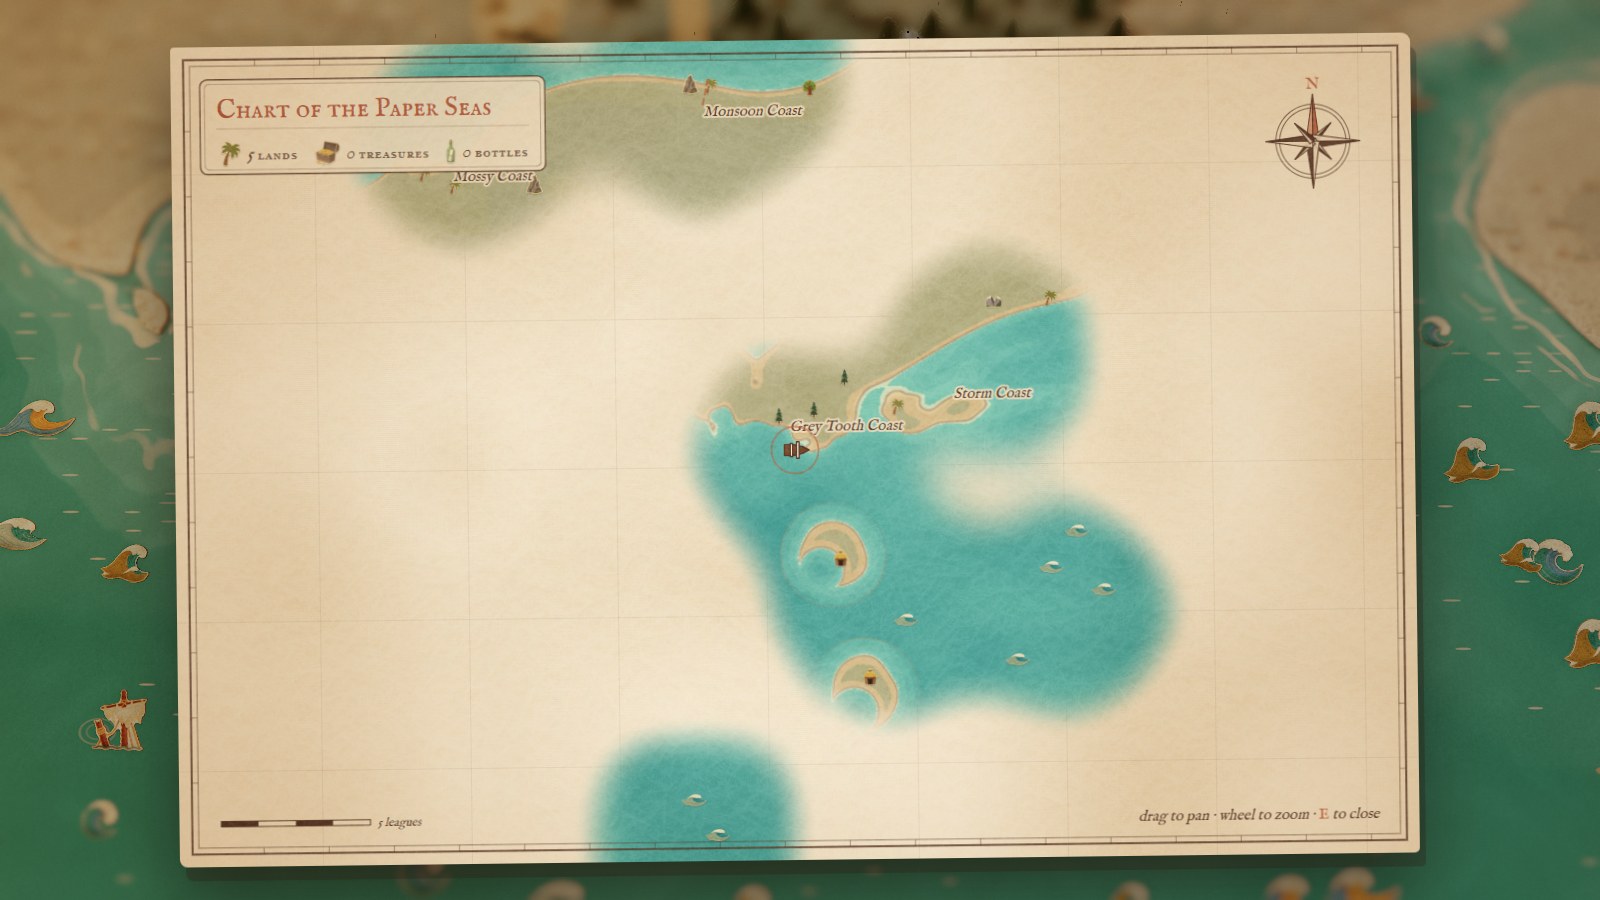 Chart of the Paper Seas
5 lands 0 treasures 0 bottles
Monsoon Coast
Mossy Coast
N
Storm Coast
Grey Tooth Coast
5 leagues
drag to pan · wheel to zoom · E to close